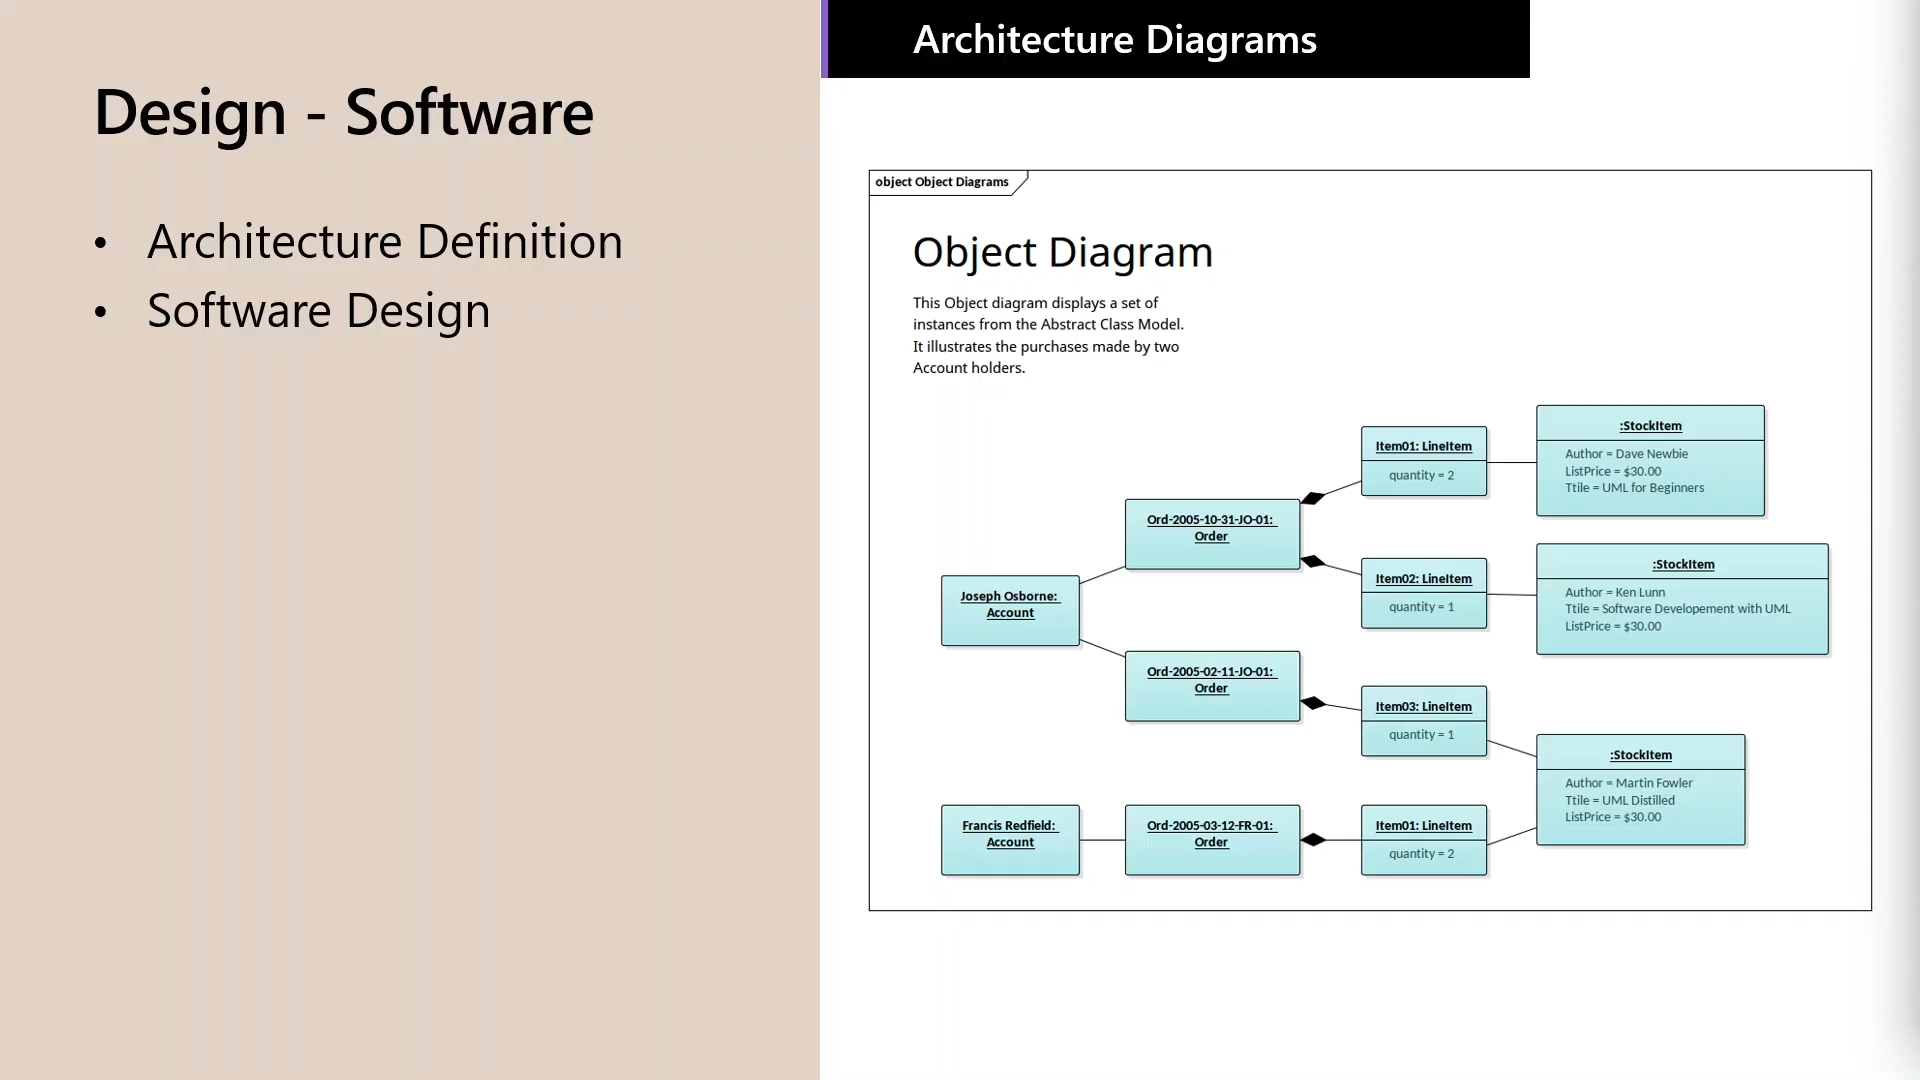 Design - Software
• Architecture Definition
• Software Design
Architecture Diagrams
object Object Diagrams
Object Diagram
This Object diagram displays a set of
instances from the Abstract Class Model.
It illustrates the purchases made by two
Account holders.
Joseph Osborne:
Account
Ord-2005-10-31-JO-01:
Order
Item01: LineItem
quantity = 2
:StockItem
Author = Dave Newbie
ListPrice = $30.00
Ttile = UML for Beginners
Item02: LineItem
quantity = 1
:StockItem
Author = Ken Lunn
Ttile = Software Developement with UML
ListPrice = $30.00
Ord-2005-02-11-JO-01:
Order
Item03: LineItem
quantity = 1
:StockItem
Author = Martin Fowler
Ttile = UML Distilled
ListPrice = $30.00
Francis Redfield:
Account
Ord-2005-03-12-FR-01:
Order
Item01: LineItem
quantity = 2